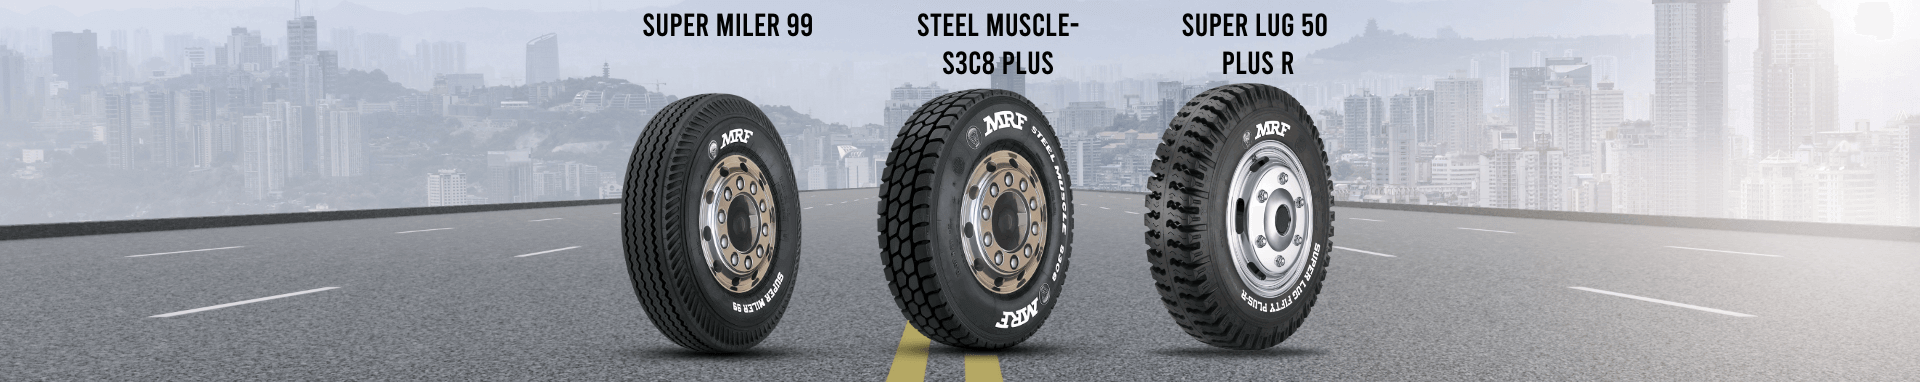 SUPER MILER 99
STEEL MUSCLE-
S3C8 PLUS
SUPER LUG 50
PLUS R
MRF
SUPER MILER 99
MRF
STEEL MUSCLE S3C8
MRF
MRF
SUPER LUG FIFTY PLUS-R